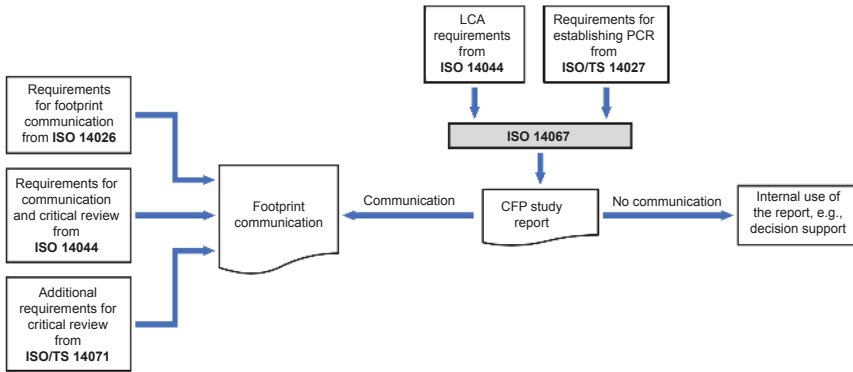 LCA
requirements
from
ISO 14044
Requirements for
establishing PCR
from
ISO/TS 14027
Requirements
for footprint
communication
from ISO 14026
ISO 14067
Requirements for
communication
and critical review
from
ISO 14044
Footprint
communication
Communication
CFP study
report
No communication
Internal use of
the report, e.g.,
decision support
Additional
requirements for
critical review
from
ISO/TS 14071